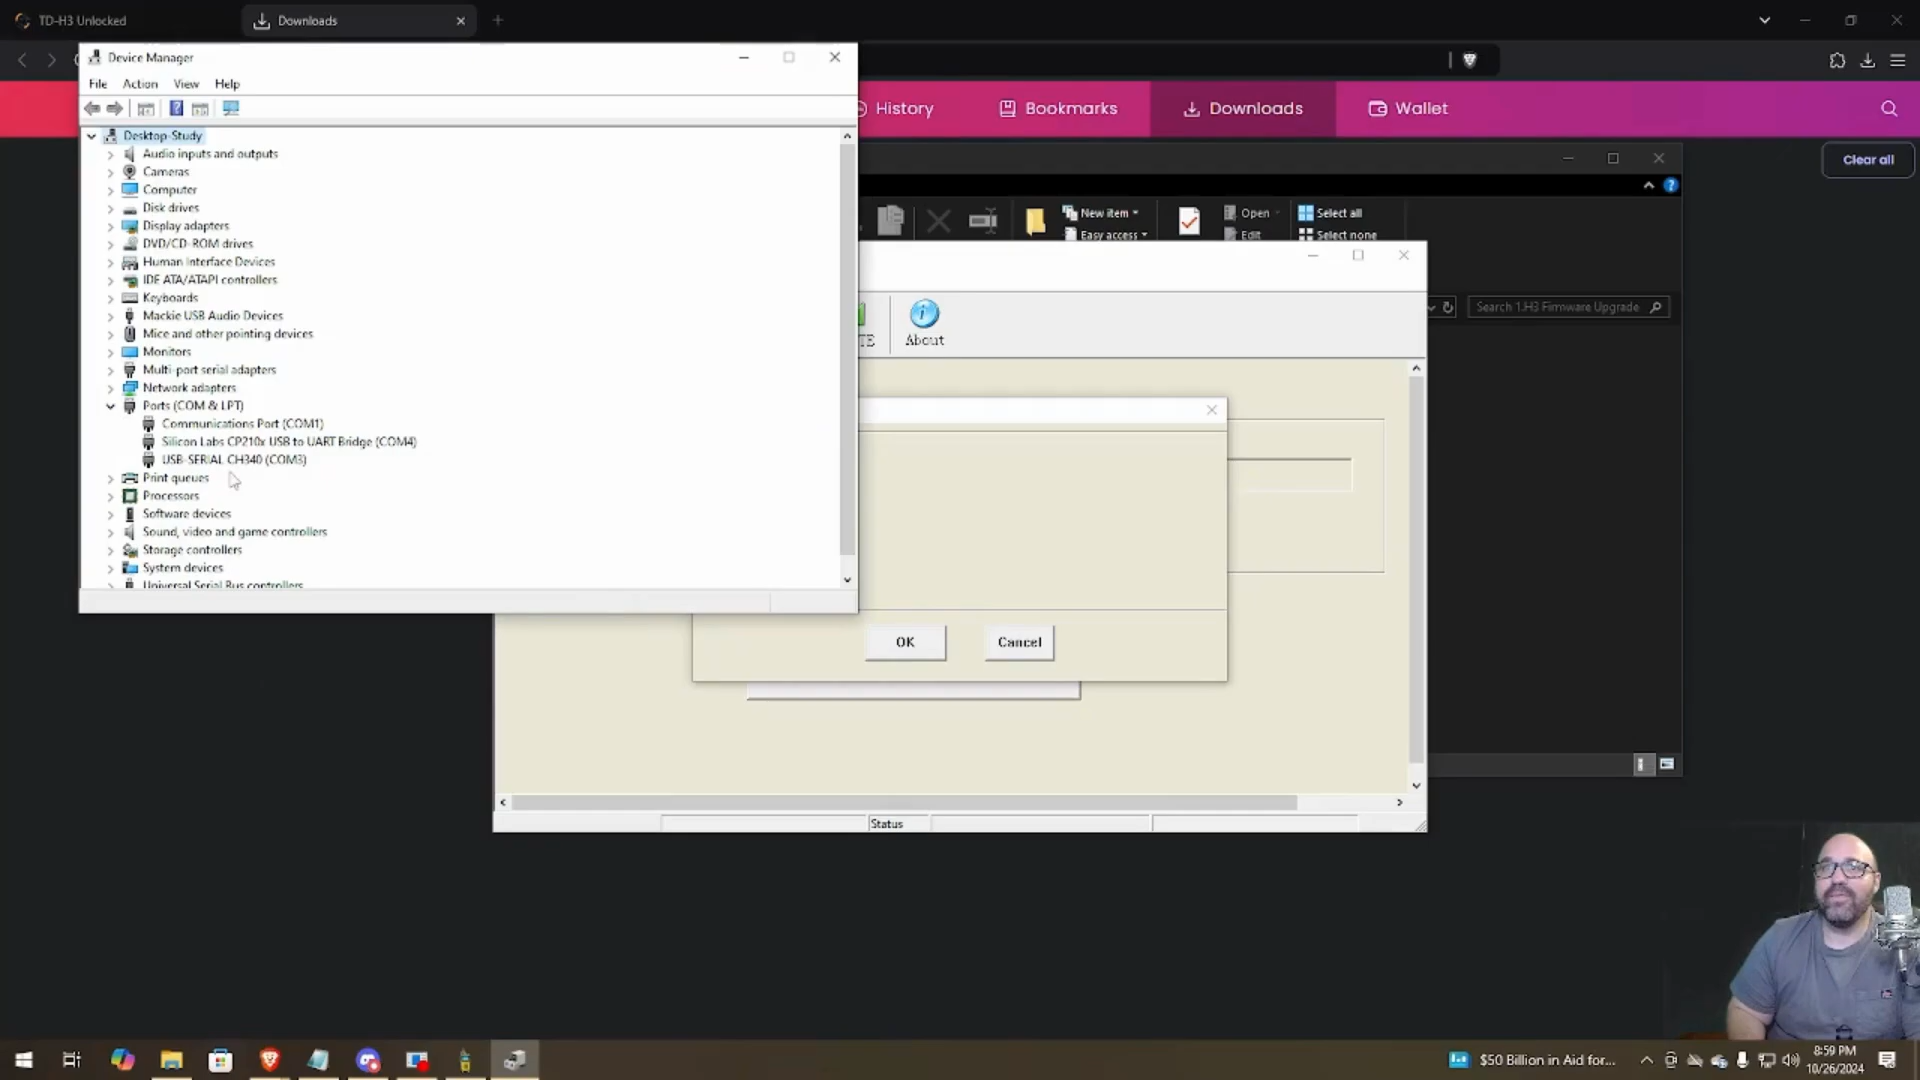 TD-H3 Unlocked
Downloads
Device Manager
File Action View Help
Desktop-Study
Audio inputs and outputs
Cameras
Computer
Disk drives
Display adapters
DVD/CD-ROM drives
Human Interface Devices
IDE ATA/ATAPI controllers
Keyboards
Mackie USB Audio Devices
Mice and other pointing devices
Monitors
Multi-port serial adapters
Network adapters
Ports (COM & LPT)
Communications Port (COM1)
Silicon Labs CP210x USB to UART Bridge (COM4)
USB-SERIAL CH340 (COM3)
Print queues
Processors
Software devices
Sound, video and game controllers
Storage controllers
System devices
Universal Serial Bus controllers
History
Bookmarks
Downloads
Wallet
Clear all
New item
Easy access
Open
Edit
Select all
Select none
Search 1.H3 Firmware Upgrade
TE
About
OK
Cancel
Status
$50 Billion in Aid for...
8:59 PM
10/26/2024